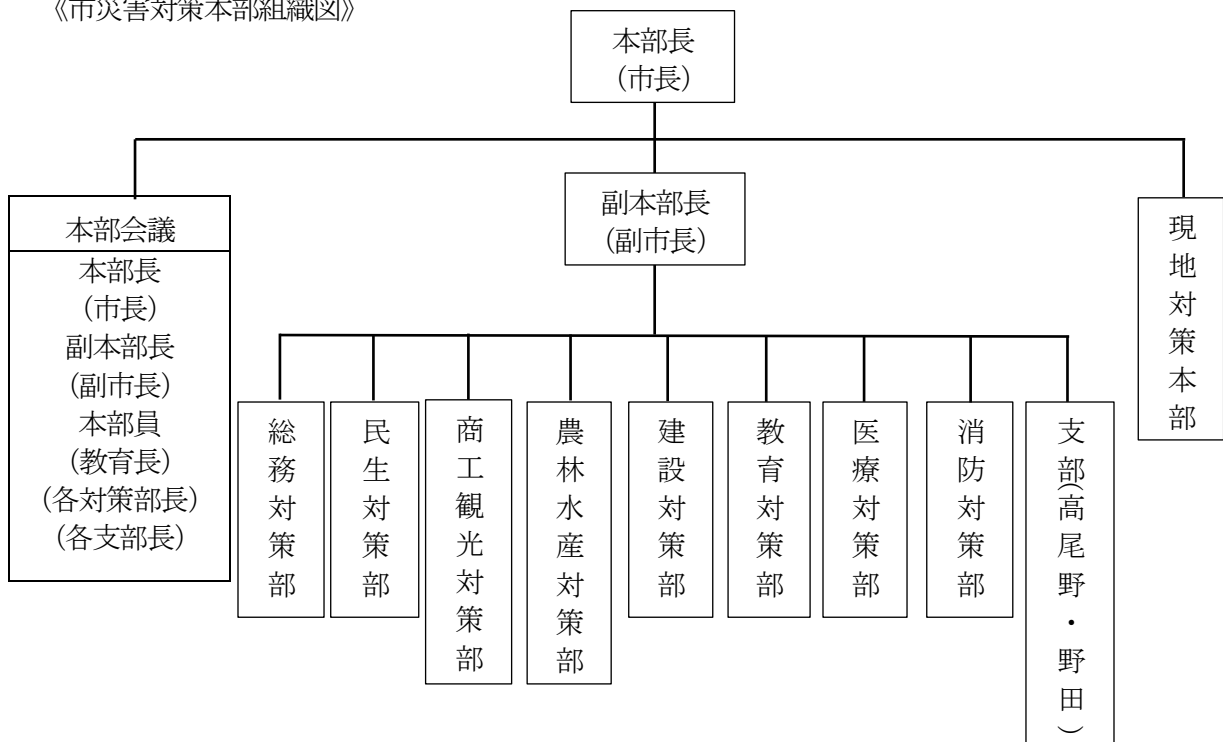 《市災害対策本部組織図》
本部長
(市長)
副本部長
(副市長)
本部会議
本部長
(市長)
副本部長
(副市長)
本部員
(教育長)
(各対策部長)
(各支部長)
現地対策本部
総務対策部
民生対策部
商工観光対策部
農林水産対策部
建設対策部
教育対策部
医療対策部
消防対策部
支部(高尾野・野田)